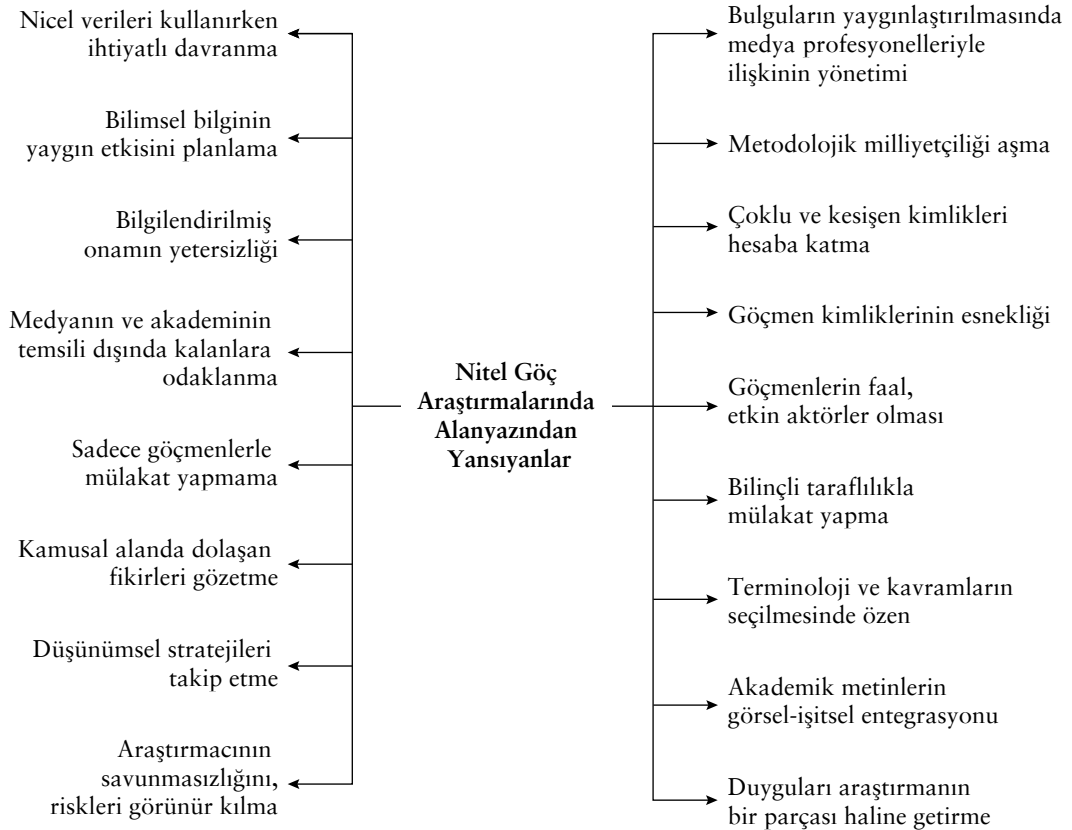 Nicel verileri kullanırken
ihtiyatlı davranma
Bilimsel bilginin
yaygın etkisini planlama
Bilgilendirilmiş
onamın yetersizliği
Medyanın ve akademinin
temsili dışında kalanlara
odaklanma
Sadece göçmenlerle
mülakat yapmama
Kamusal alanda dolaşan
fikirleri gözetme
Düşünümsel stratejileri
takip etme
Araştırmacının
savunmasızlığını,
riskleri görünür kılma
Nitel Göç
Araştırmalarında
Alanyazından
Yansıyanlar
Bulguların yaygınlaştırılmasında
medya profesyonelleriyle
ilişkinin yönetimi
Metodolojik milliyetçiliği aşma
Çoklu ve kesişen kimlikleri
hesaba katma
Göçmen kimliklerinin esnekliği
Göçmenlerin faal,
etkin aktörler olması
Bilinçli taraflılıkla
mülakat yapma
Terminoloji ve kavramların
seçilmesinde özen
Akademik metinlerin
görsel-işitsel entegrasyonu
Duyguları araştırmanın
bir parçası haline getirme